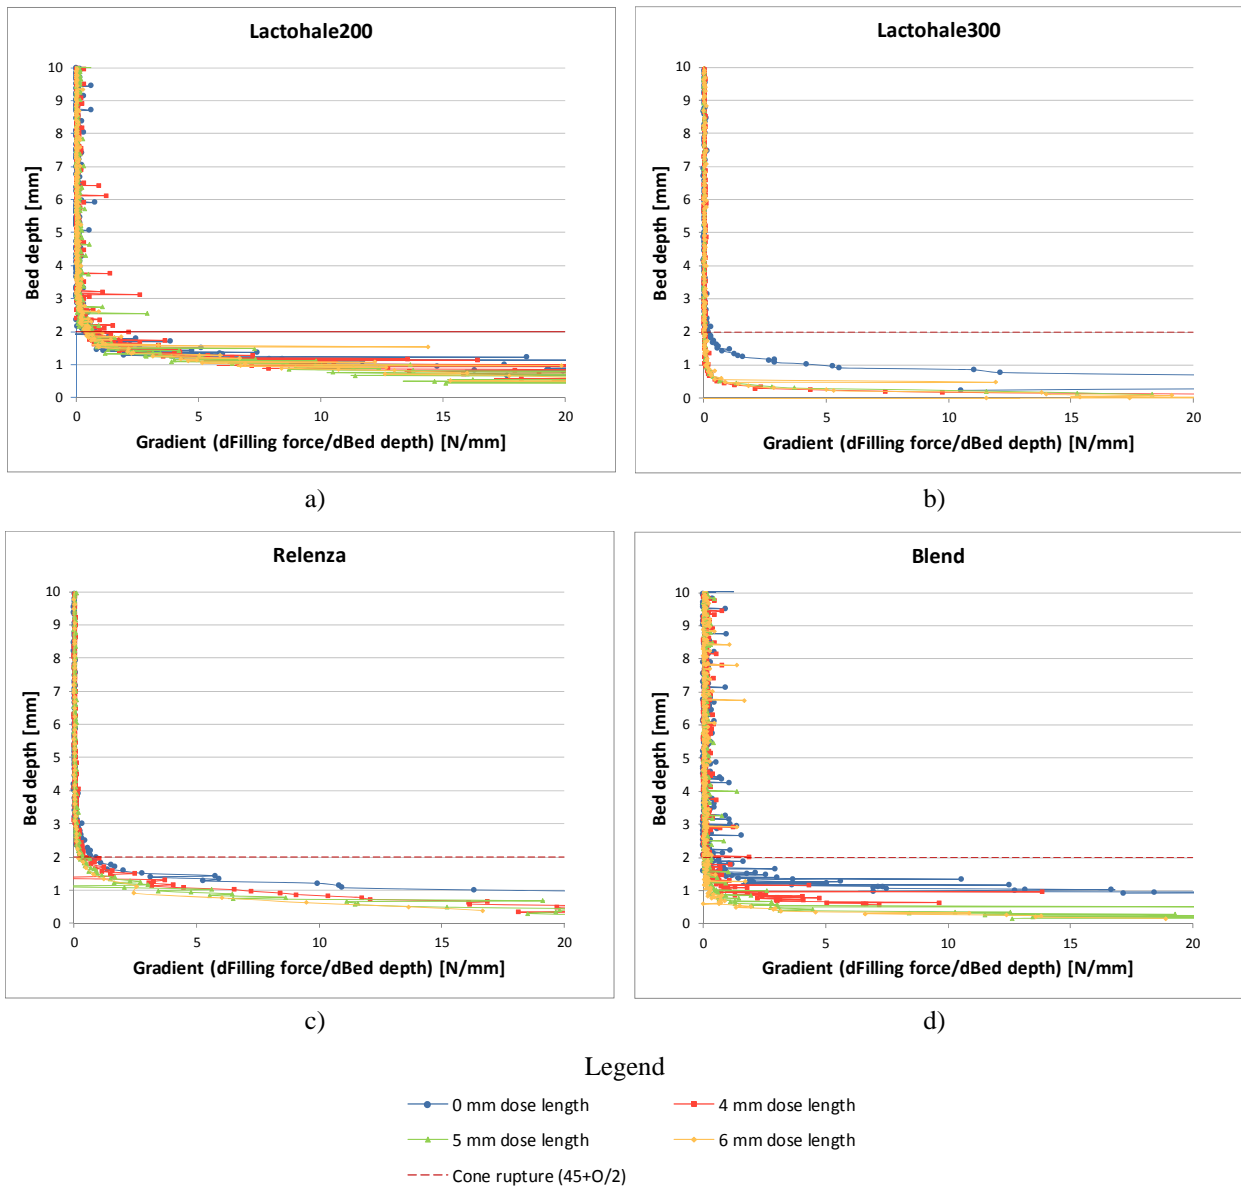 Lactohale200
Bed depth [mm]
10
9
8
7
6
5
4
3
2
1
0
0 5 10 15 20
Gradient (dFilling force/dBed depth) [N/mm]
a)
Lactohale300
Bed depth [mm]
10
9
8
7
6
5
4
3
2
1
0
0 5 10 15 20
Gradient (dFilling force/dBed depth) [N/mm]
b)
Relenza
Bed depth [mm]
10
9
8
7
6
5
4
3
2
1
0
0 5 10 15 20
Gradient (dFilling force/dBed depth) [N/mm]
c)
Blend
Bed depth [mm]
10
9
8
7
6
5
4
3
2
1
0
0 5 10 15 20
Gradient (dFilling force/dBed depth) [N/mm]
d)
Legend
0 mm dose length
4 mm dose length
5 mm dose length
6 mm dose length
Cone rupture (45+O/2)